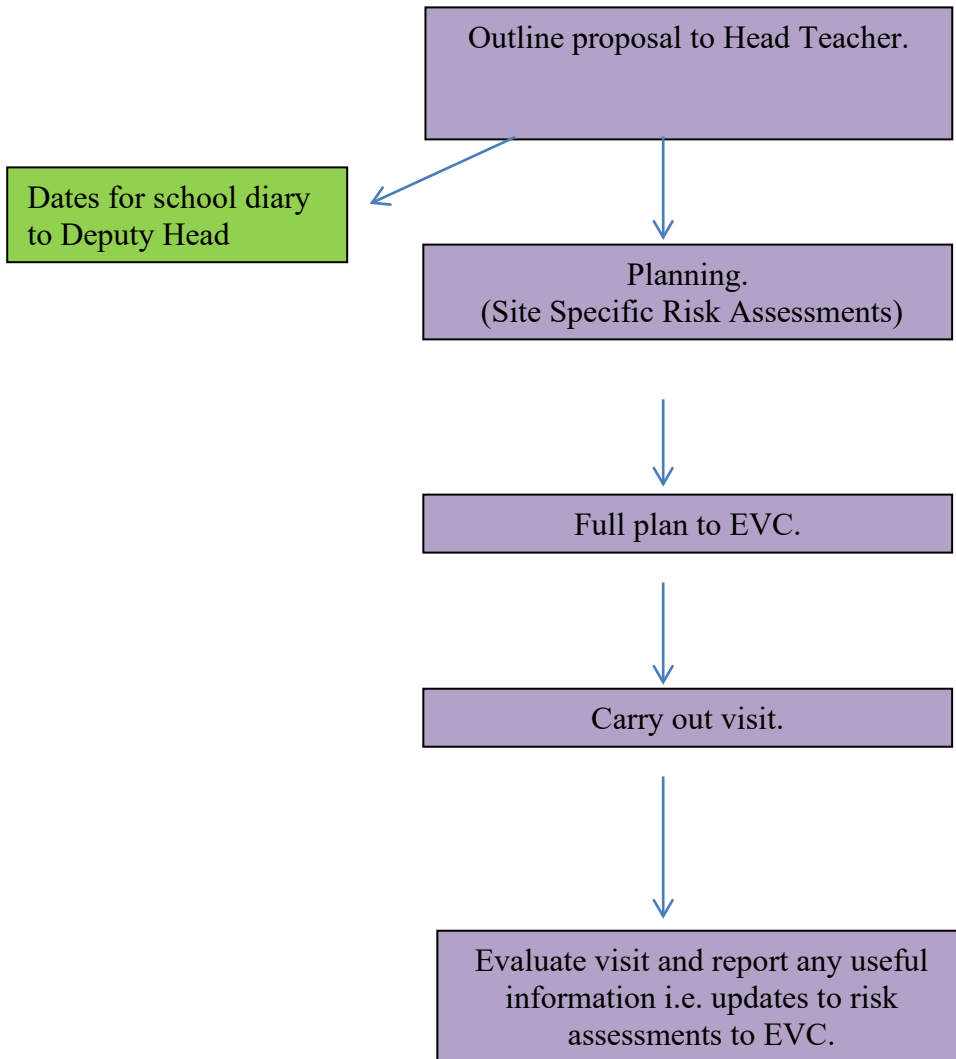 Outline proposal to Head Teacher.
Dates for school diary
to Deputy Head
Planning.
(Site Specific Risk Assessments)
Full plan to EVC.
Carry out visit.
Evaluate visit and report any useful
information i.e. updates to risk
assessments to EVC.